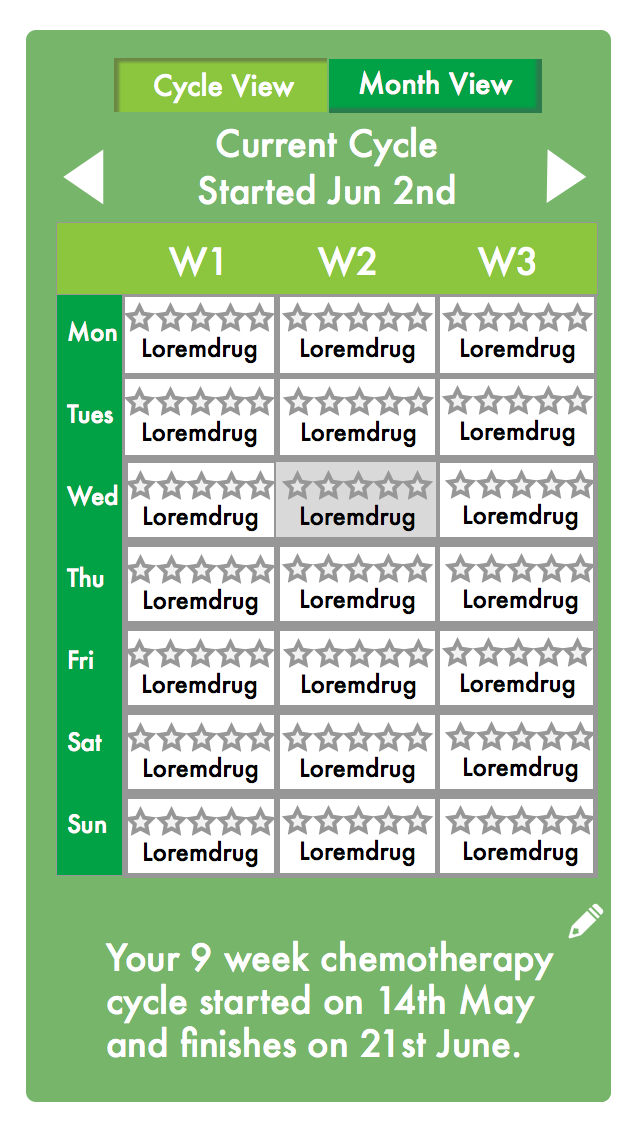 Cycle View Month View
Current Cycle
Started Jun 2nd
W1 W2 W3
Mon Loremdrug Loremdrug Loremdrug
Tues Loremdrug Loremdrug Loremdrug
Wed Loremdrug Loremdrug Loremdrug
Thu Loremdrug Loremdrug Loremdrug
Fri Loremdrug Loremdrug Loremdrug
Sat Loremdrug Loremdrug Loremdrug
Sun Loremdrug Loremdrug Loremdrug
Your 9 week chemotherapy
cycle started on 14th May
and finishes on 21st June.